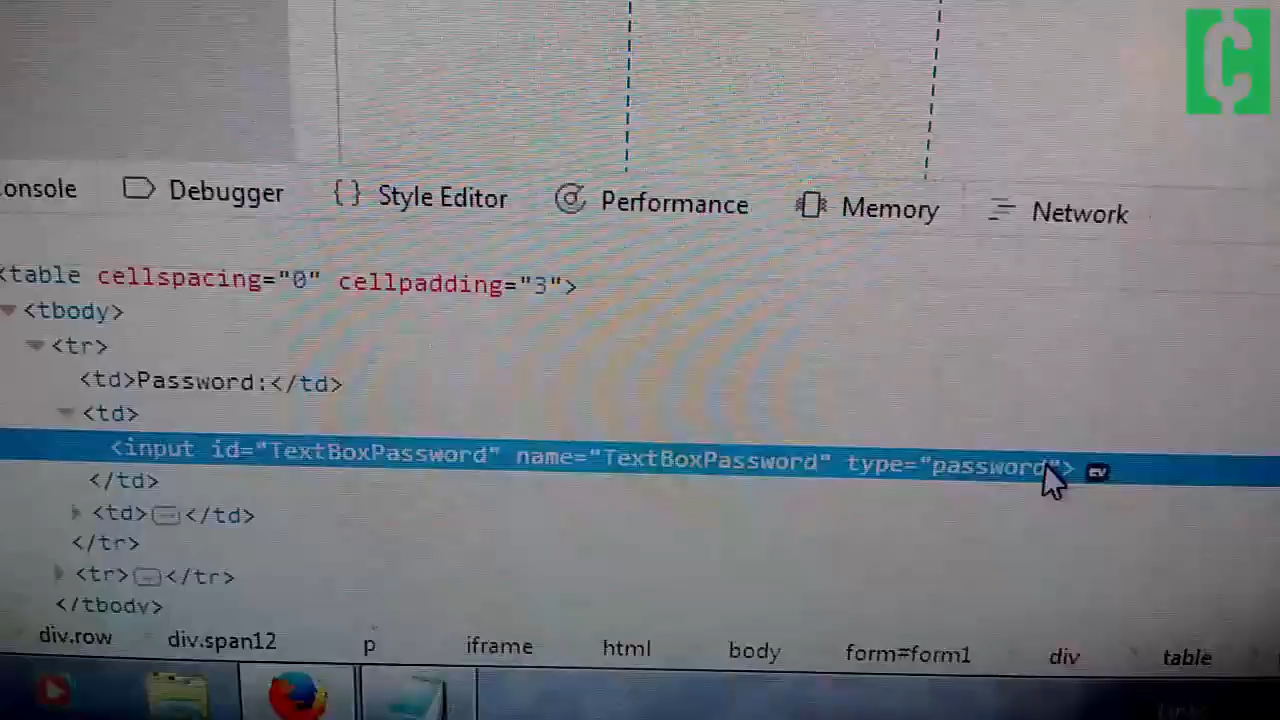 onsole Debugger { } Style Editor Performance Memory Network
<table cellspacing="0" cellpadding="3">
<tbody>
<tr>
<td>Password:</td>
<td>
<input id="TextBoxPassword" name="TextBoxPassword" type="password"> ev
</td>
<td>…</td>
</tr>
<tr>…</tr>
</tbody>
div.row div.span12 p iframe html body form#form1 div table